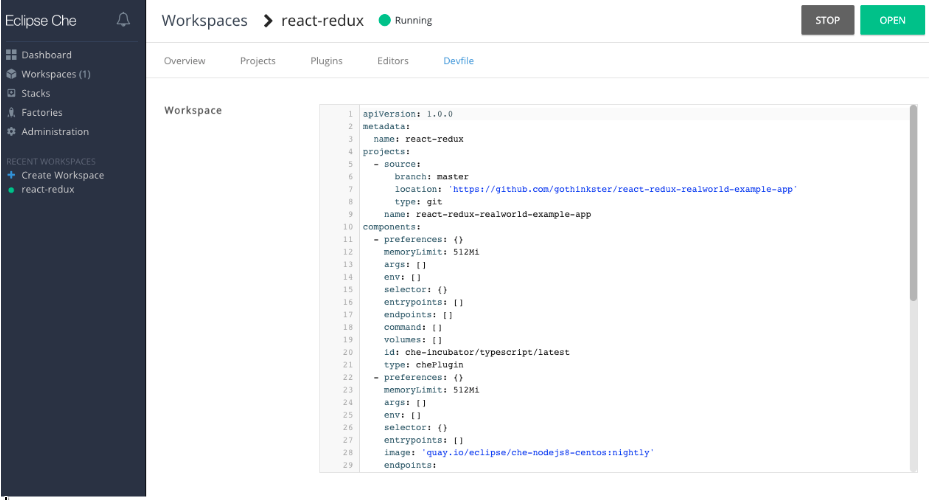 Eclipse Che
Workspaces > react-redux Running
STOP
OPEN
Dashboard
Workspaces (1)
Stacks
Factories
Administration
RECENT WORKSPACES
+ Create Workspace
react-redux
Overview Projects Plugins Editors Devfile
Workspace
1 apiVersion: 1.0.0
2 metadata:
3   name: react-redux
4 projects:
5   - source:
6       branch: master
7       location: 'https://github.com/gothinkster/react-redux-realworld-example-app'
8       type: git
9     name: react-redux-realworld-example-app
10 components:
11   - preferences: {}
12     memoryLimit: 512Mi
13     args: []
14     env: []
15     selector: {}
16     entrypoints: []
17     endpoints: []
18     command: []
19     volumes: []
20     id: che-incubator/typescript/latest
21     type: chePlugin
22   - preferences: {}
23     memoryLimit: 512Mi
24     args: []
25     env: []
26     selector: {}
27     entrypoints: []
28     image: 'quay.io/eclipse/che-nodejs8-centos:nightly'
29     endpoints: